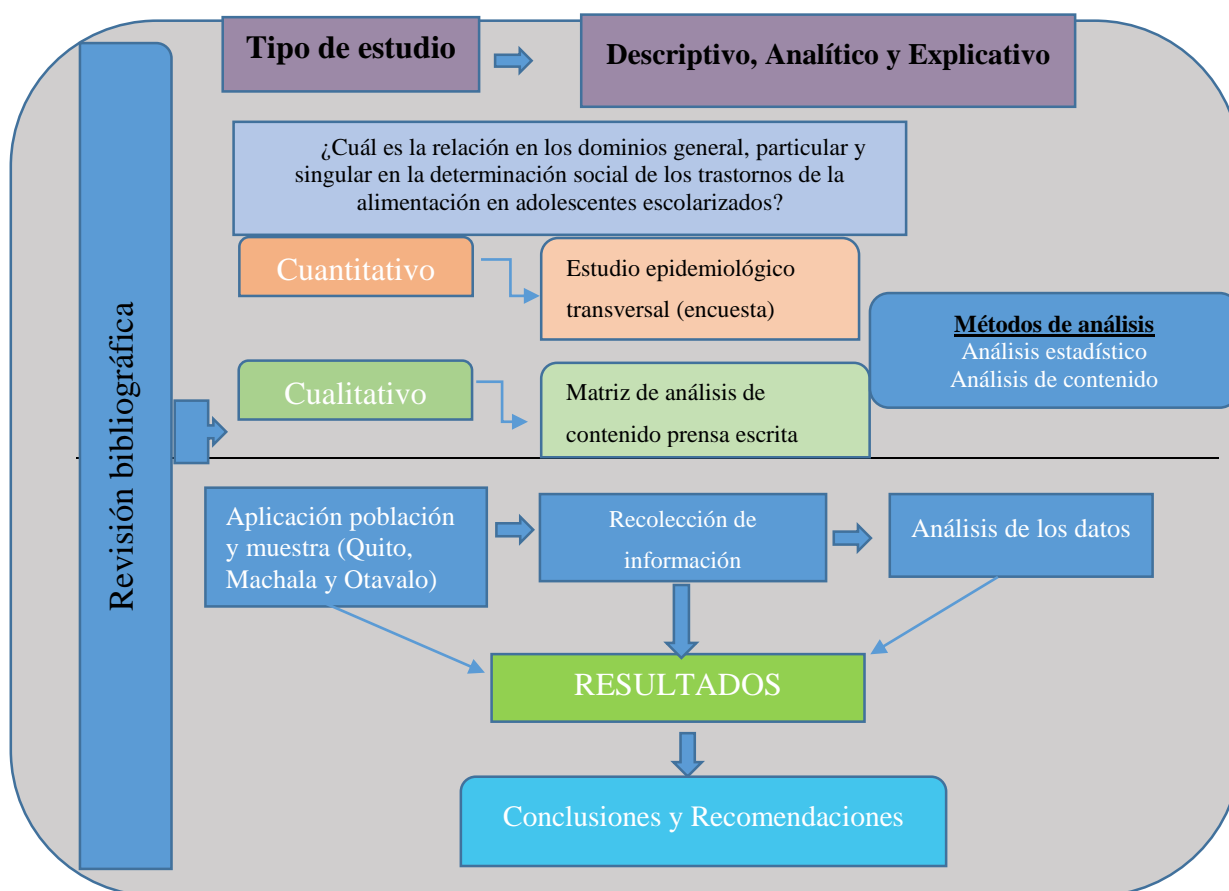 Tipo de estudio
Descriptivo, Analítico y Explicativo
Revisión bibliográfica
¿Cuál es la relación en los dominios general, particular y
singular en la determinación social de los trastornos de la
alimentación en adolescentes escolarizados?
Cuantitativo
Estudio epidemiológico
transversal (encuesta)
Métodos de análisis
Análisis estadístico
Análisis de contenido
Cualitativo
Matriz de análisis de
contenido prensa escrita
Aplicación población
y muestra (Quito,
Machala y Otavalo)
Recolección de
información
Análisis de los datos
RESULTADOS
Conclusiones y Recomendaciones